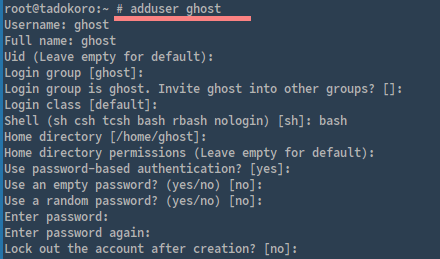 root@tadokoro:~ # adduser ghost
Username: ghost
Full name: ghost
Uid (Leave empty for default):
Login group [ghost]:
Login group is ghost. Invite ghost into other groups? []:
Login class [default]:
Shell (sh csh tcsh bash rbash nologin) [sh]: bash
Home directory [/home/ghost]:
Home directory permissions (Leave empty for default):
Use password-based authentication? [yes]:
Use an empty password? (yes/no) [no]:
Use a random password? (yes/no) [no]:
Enter password:
Enter password again:
Lock out the account after creation? [no]: